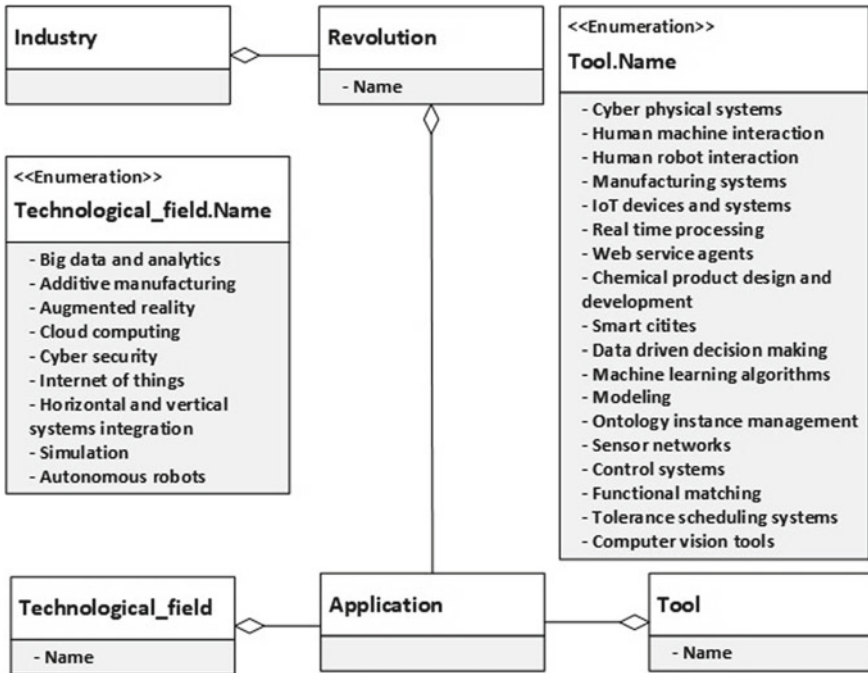 Industry
Revolution
- Name
<<Enumeration>>
Tool.Name
- Cyber physical systems
- Human machine interaction
- Human robot interaction
- Manufacturing systems
- IoT devices and systems
- Real time processing
- Web service agents
- Chemical product design and
development
- Smart citites
- Data driven decision making
- Machine learning algorithms
- Modeling
- Ontology instance management
- Sensor networks
- Control systems
- Functional matching
- Tolerance scheduling systems
- Computer vision tools
<<Enumeration>>
Technological_field.Name
- Big data and analytics
- Additive manufacturing
- Augmented reality
- Cloud computing
- Cyber security
- Internet of things
- Horizontal and vertical
systems integration
- Simulation
- Autonomous robots
Technological_field
- Name
Application
Tool
- Name